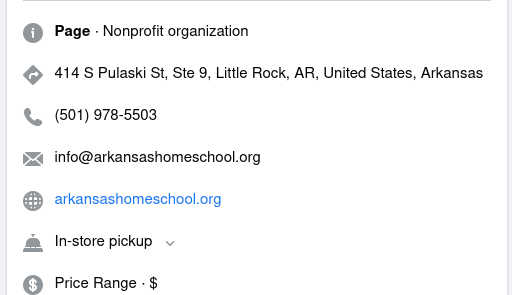 Page · Nonprofit organization
414 S Pulaski St, Ste 9, Little Rock, AR, United States, Arkansas
(501) 978-5503
info@arkansashomeschool.org
arkansashomeschool.org
In-store pickup
Price Range · $